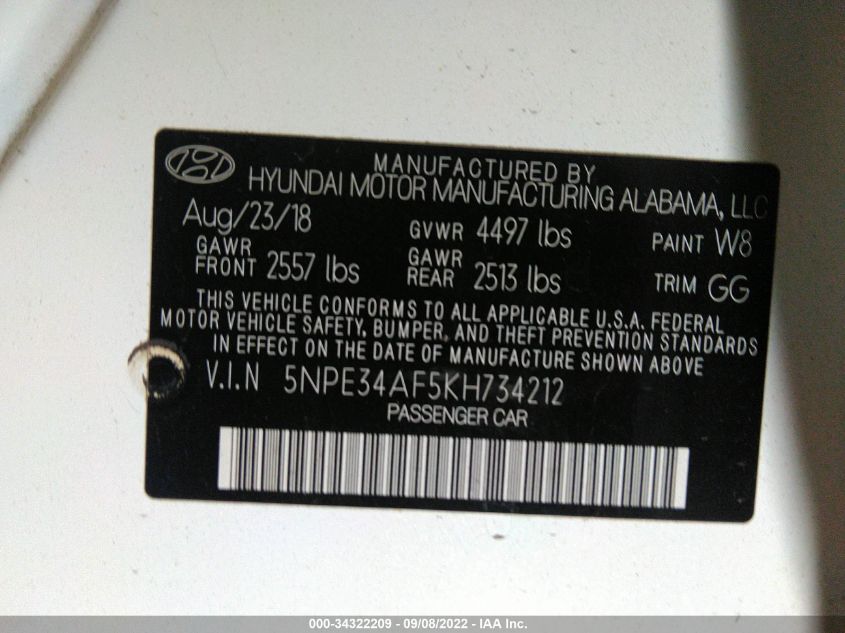 MANUFACTURED BY
HYUNDAI MOTOR MANUFACTURING ALABAMA, LLC
Aug/23/18 GVWR 4497 lbs PAINT W8
GAWR FRONT 2557 lbs GAWR REAR 2513 lbs TRIM GG
THIS VEHICLE CONFORMS TO ALL APPLICABLE U.S.A. FEDERAL
MOTOR VEHICLE SAFETY, BUMPER, AND THEFT PREVENTION STANDARDS
IN EFFECT ON THE DATE OF MANUFACTURE SHOWN ABOVE
V.I.N 5NPE34AF5KH734212
PASSENGER CAR
000-34322209 - 09/08/2022 - IAA Inc.